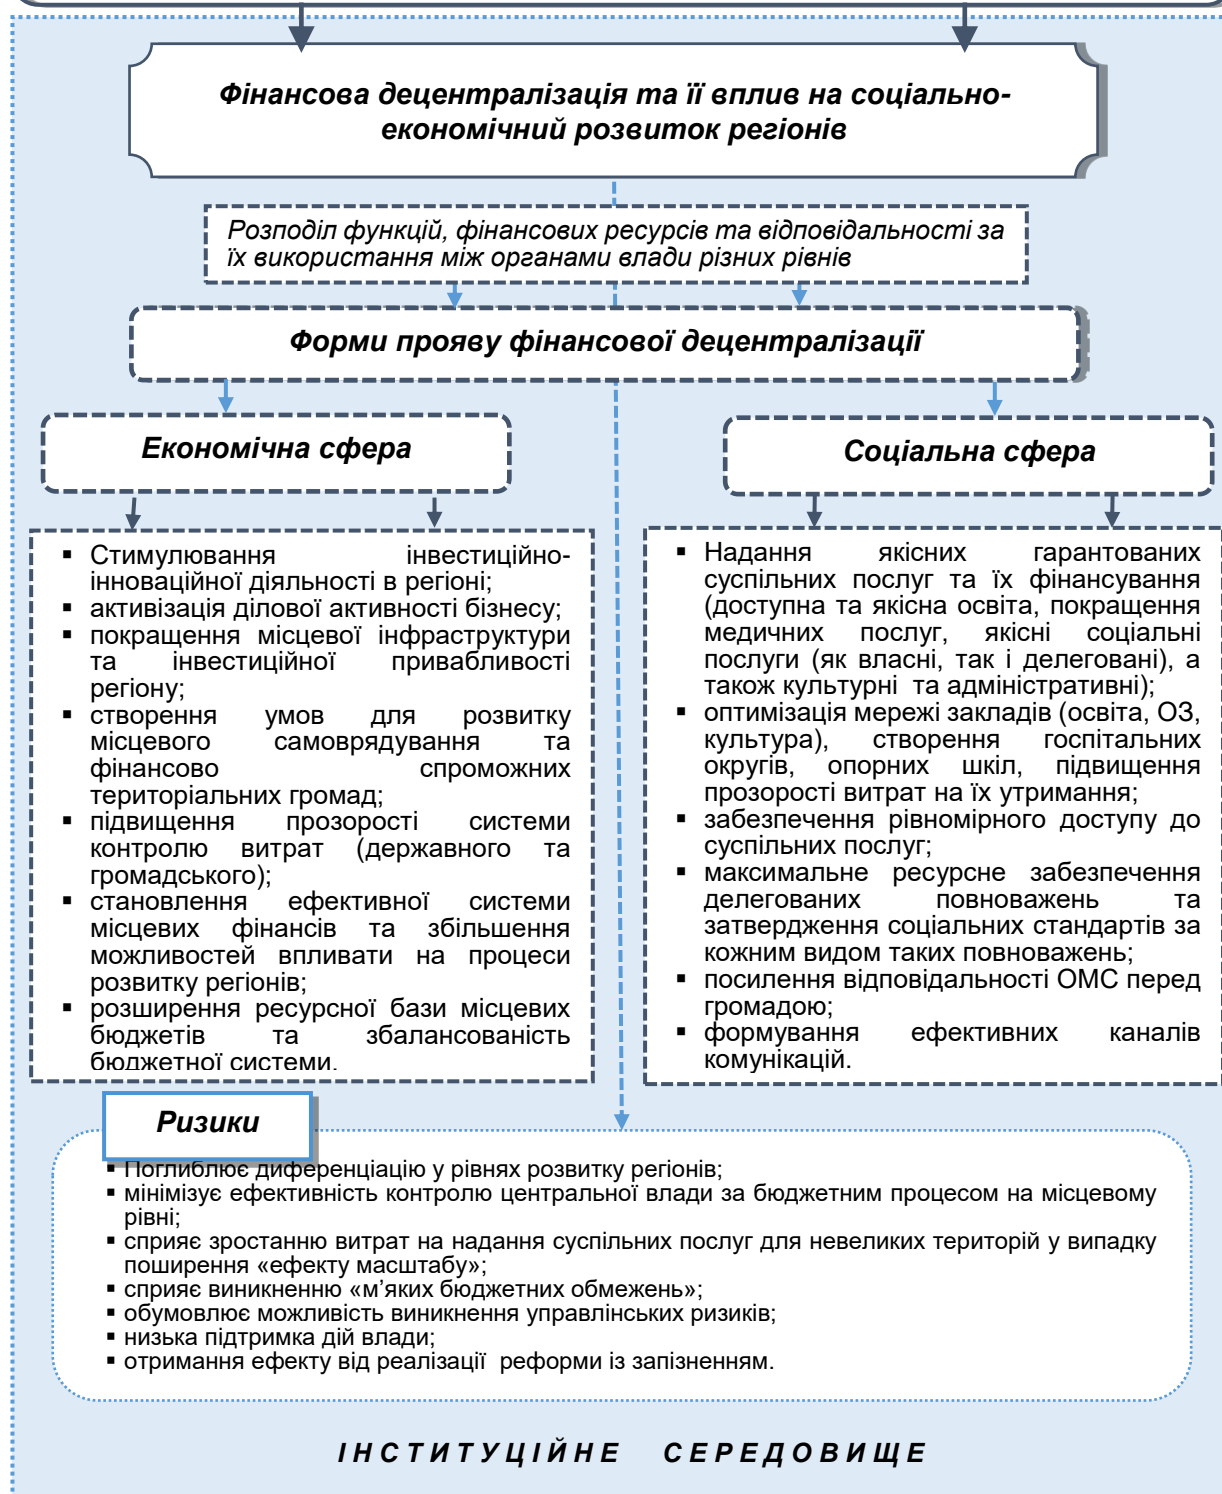 Фінансова децентралізація та її вплив на соціально-
економічний розвиток регіонів
Розподіл функцій, фінансових ресурсів та відповідальності за
їх використання між органами влади різних рівнів
Форми прояву фінансової децентралізації
Економічна сфера
▪ Стимулювання інвестиційно-
інноваційної діяльності в регіоні;
▪ активізація ділової активності бізнесу;
▪ покращення місцевої інфраструктури
та інвестиційної привабливості
регіону;
▪ створення умов для розвитку
місцевого самоврядування та
фінансово спроможних
територіальних громад;
▪ підвищення прозорості системи
контролю витрат (державного та
громадського);
▪ становлення ефективної системи
місцевих фінансів та збільшення
можливостей впливати на процеси
розвитку регіонів;
▪ розширення ресурсної бази місцевих
бюджетів та збалансованість
бюджетної системи.
Соціальна сфера
▪ Надання якісних гарантованих
суспільних послуг та їх фінансування
(доступна та якісна освіта, покращення
медичних послуг, якісні соціальні
послуги (як власні, так і делеговані), а
також культурні та адміністративні);
▪ оптимізація мережі закладів (освіта, ОЗ,
культура), створення госпітальних
округів, опорних шкіл, підвищення
прозорості витрат на їх утримання;
▪ забезпечення рівномірного доступу до
суспільних послуг;
▪ максимальне ресурсне забезпечення
делегованих повноважень та
затвердження соціальних стандартів за
кожним видом таких повноважень;
▪ посилення відповідальності ОМС перед
громадою;
▪ формування ефективних каналів
комунікацій.
Ризики
▪ Поглиблює диференціацію у рівнях розвитку регіонів;
▪ мінімізує ефективність контролю центральної влади за бюджетним процесом на місцевому
рівні;
▪ сприяє зростанню витрат на надання суспільних послуг для невеликих територій у випадку
поширення «ефекту масштабу»;
▪ сприяє виникненню «м’яких бюджетних обмежень»;
▪ обумовлює можливість виникнення управлінських ризиків;
▪ низька підтримка дій влади;
▪ отримання ефекту від реалізації реформи із запізненням.
ІНСТИТУЦІЙНЕ СЕРЕДОВИЩЕ